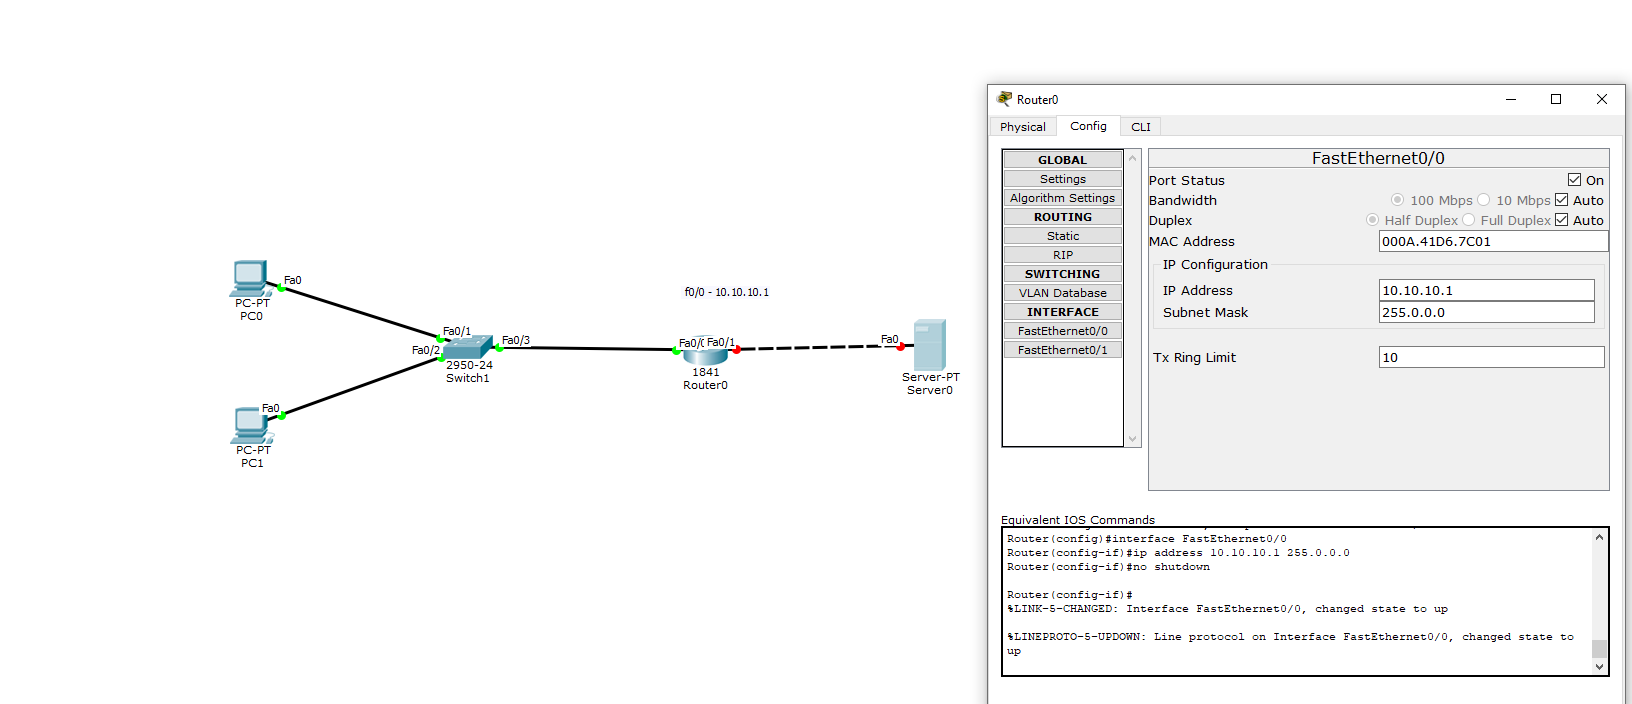 Router0
Physical
Config
CLI
GLOBAL
Settings
Algorithm Settings
ROUTING
Static
RIP
SWITCHING
VLAN Database
INTERFACE
FastEthernet0/0
FastEthernet0/1
FastEthernet0/0
Port Status
On
Bandwidth
100 Mbps
10 Mbps
Auto
Duplex
Half Duplex
Full Duplex
Auto
MAC Address
000A.41D6.7C01
IP Configuration
IP Address
10.10.10.1
Subnet Mask
255.0.0.0
Tx Ring Limit
10
Equivalent IOS Commands
Router(config)#interface FastEthernet0/0
Router(config-if)#ip address 10.10.10.1 255.0.0.0
Router(config-if)#no shutdown
Router(config-if)#
%LINK-5-CHANGED: Interface FastEthernet0/0, changed state to up
%LINEPROTO-5-UPDOWN: Line protocol on Interface FastEthernet0/0, changed state to
up
Fa0
PC-PT
PC0
Fa0/1
Fa0/2
Fa0/3
2950-24
Switch1
Fa0
PC-PT
PC1
f0/0 - 10.10.10.1
Fa0/1
1841
Router0
Fa0
Server-PT
Server0